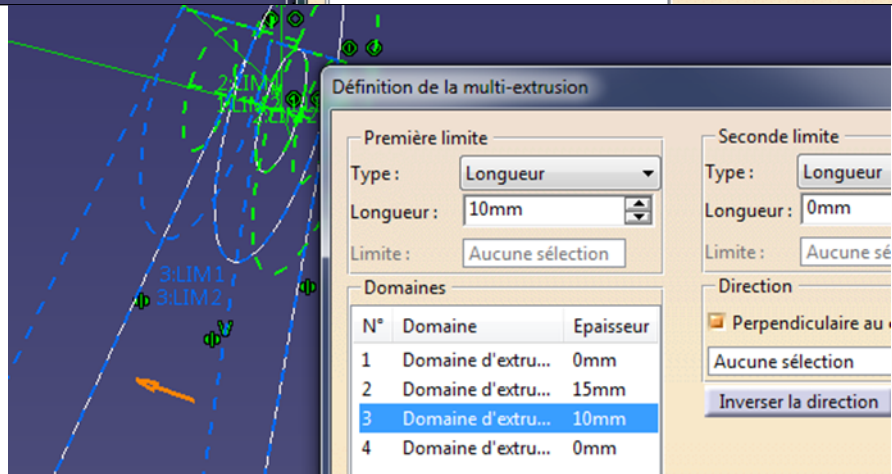 Définition de la multi-extrusion
Première limite
Type :
Longueur
Longueur :
10mm
Limite :
Aucune sélection
Seconde limite
Type :
Longueur
Longueur :
0mm
Limite :
Aucune sé
Domaines
N° Domaine Epaisseur
1 Domaine d'extru... 0mm
2 Domaine d'extru... 15mm
3 Domaine d'extru... 10mm
4 Domaine d'extru... 0mm
Direction
Perpendiculaire au
Aucune sélection
Inverser la direction
3:LIM1
3:LIM2
V